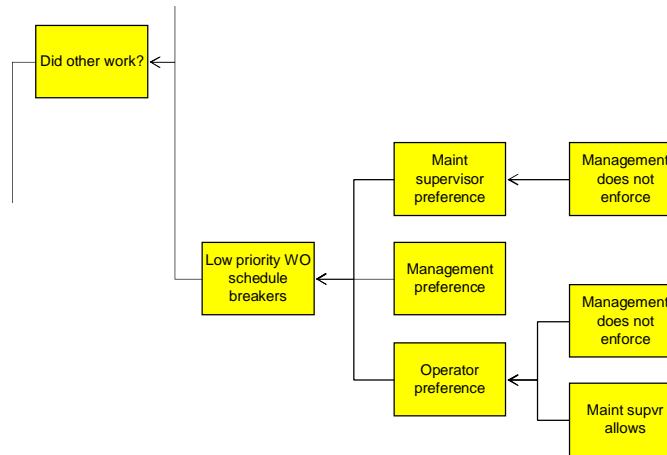 Did other work?
Maint
supervisor
preference
Management
does not
enforce
Low priority WO
schedule
breakers
Management
preference
Management
does not
enforce
Operator
preference
Maint supvr
allows